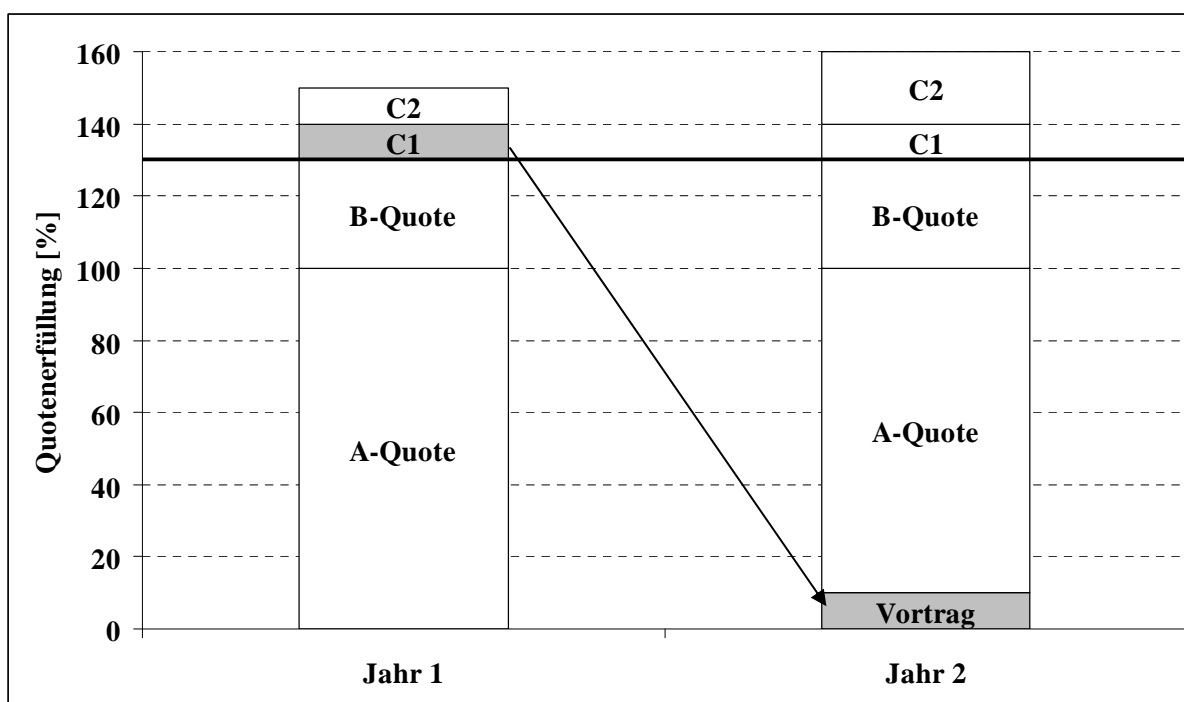 Quotenerfüllung [%]
160
140
120
100
80
60
40
20
0
C2
C1
B-Quote
A-Quote
C2
C1
B-Quote
A-Quote
Vortrag
Jahr 1
Jahr 2